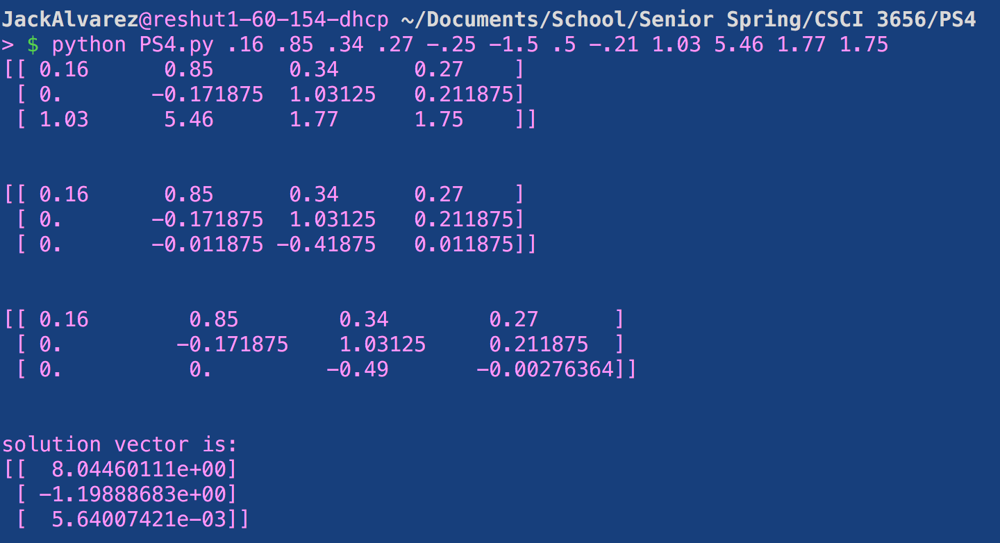 JackAlvarez@reshut1-60-154-dhcp ~/Documents/School/Senior Spring/CSCI 3656/PS4
> $ python PS4.py .16 .85 .34 .27 -.25 -1.5 .5 -.21 1.03 5.46 1.77 1.75
[[ 0.16      0.85      0.34      0.27    ]
 [ 0.       -0.171875  1.03125   0.211875]
 [ 1.03      5.46      1.77      1.75    ]]
[[ 0.16      0.85      0.34      0.27    ]
 [ 0.       -0.171875  1.03125   0.211875]
 [ 0.       -0.011875 -0.41875   0.011875]]
[[ 0.16        0.85        0.34        0.27      ]
 [ 0.         -0.171875    1.03125     0.211875  ]
 [ 0.          0.         -0.49       -0.00276364]]
solution vector is:
[[  8.04460111e+00]
 [ -1.19888683e+00]
 [  5.64007421e-03]]